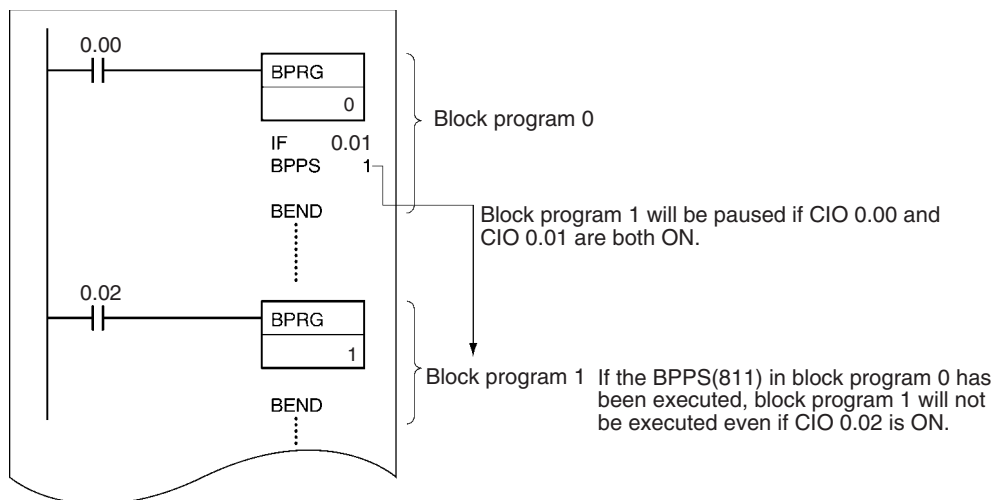 0.00
BPRG
0
Block program 0
IF 0.01
BPPS 1
BEND
Block program 1 will be paused if CIO 0.00 and
CIO 0.01 are both ON.
0.02
BPRG
1
Block program 1
If the BPPS(811) in block program 0 has
been executed, block program 1 will not
be executed even if CIO 0.02 is ON.
BEND